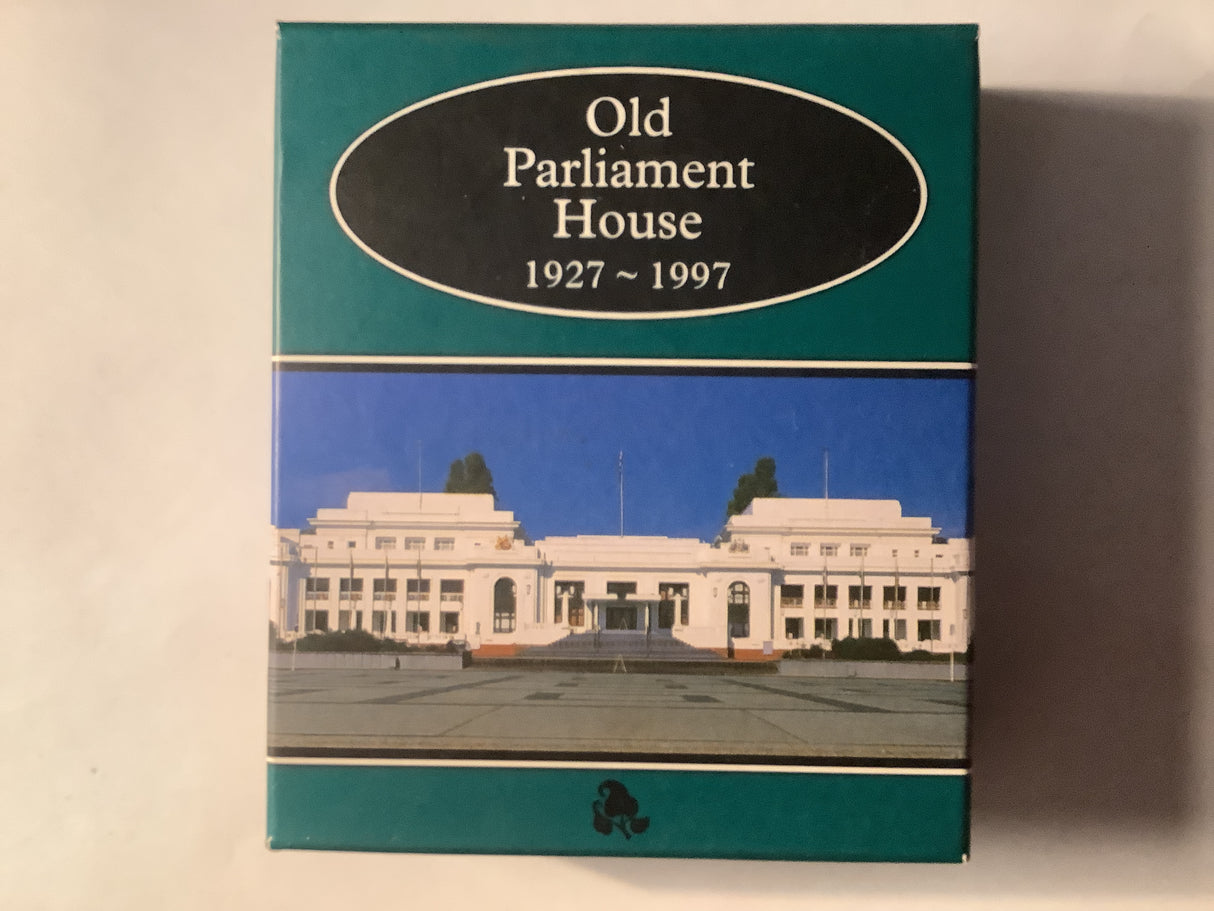 Old
Parliament
House
1927 ~ 1997